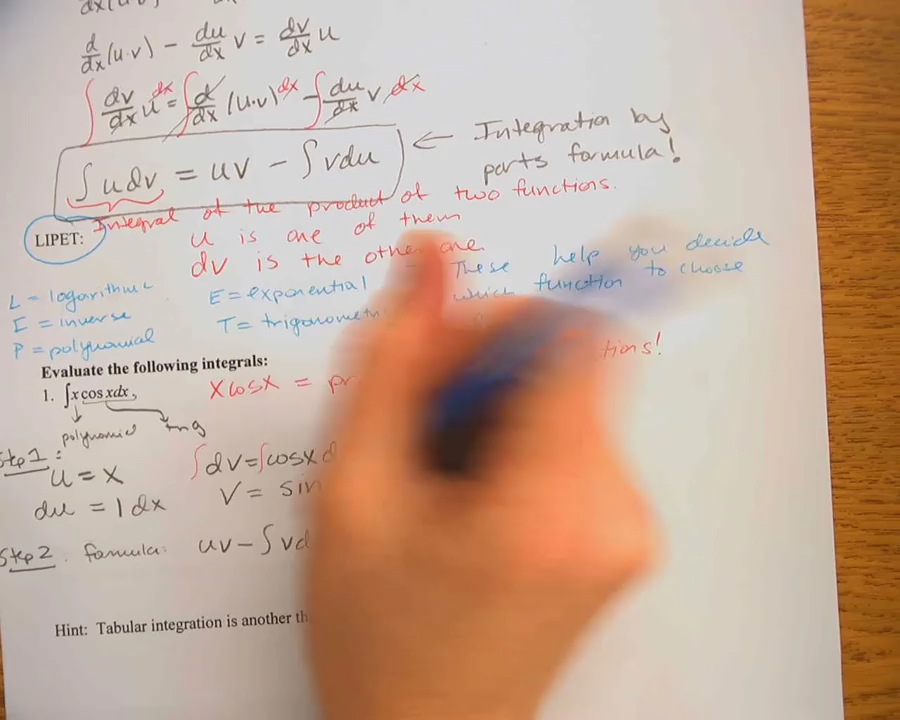 d/dx (u·v) - du/dx v = dv/dx u
∫ dv/dx u dx = ∫ d/dx (u·v) dx - ∫ du/dx v dx
∫ u dv = uv - ∫ v du ← Integration by parts formula!
Integral of the product of two functions.
LIPET: u is one of them
dv is the other one.
These help you decide
L = logarithmic E = exponential which function to choose
I = inverse T = trigonometri
P = polynomial
tions!
Evaluate the following integrals:
1. ∫ x cos x dx, x cosx = pr
polynomial trig
Step 1: ∫ dv = ∫ cosx d
u = x
du = 1 dx v = sin
Step 2: formula: uv - ∫ vd
Hint: Tabular integration is another th